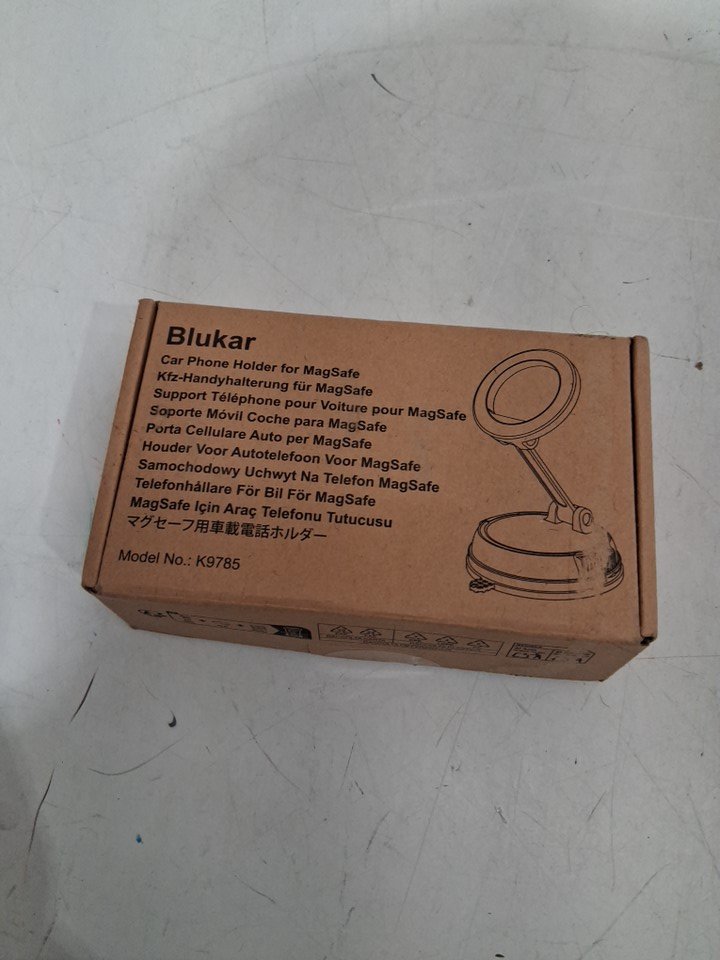 Blukar
Car Phone Holder for MagSafe
Kfz-Handyhalterung für MagSafe
Support Téléphone pour Voiture pour MagSafe
Soporte Móvil Coche para MagSafe
Porta Cellulare Auto per MagSafe
Houder Voor Autotelefoon Voor MagSafe
Samochodowy Uchwyt Na Telefon MagSafe
Telefonhållare För Bil För MagSafe
MagSafe Için Araç Telefonu Tutucusu
マグセーフ用車載電話ホルダー
Model No.: K9785